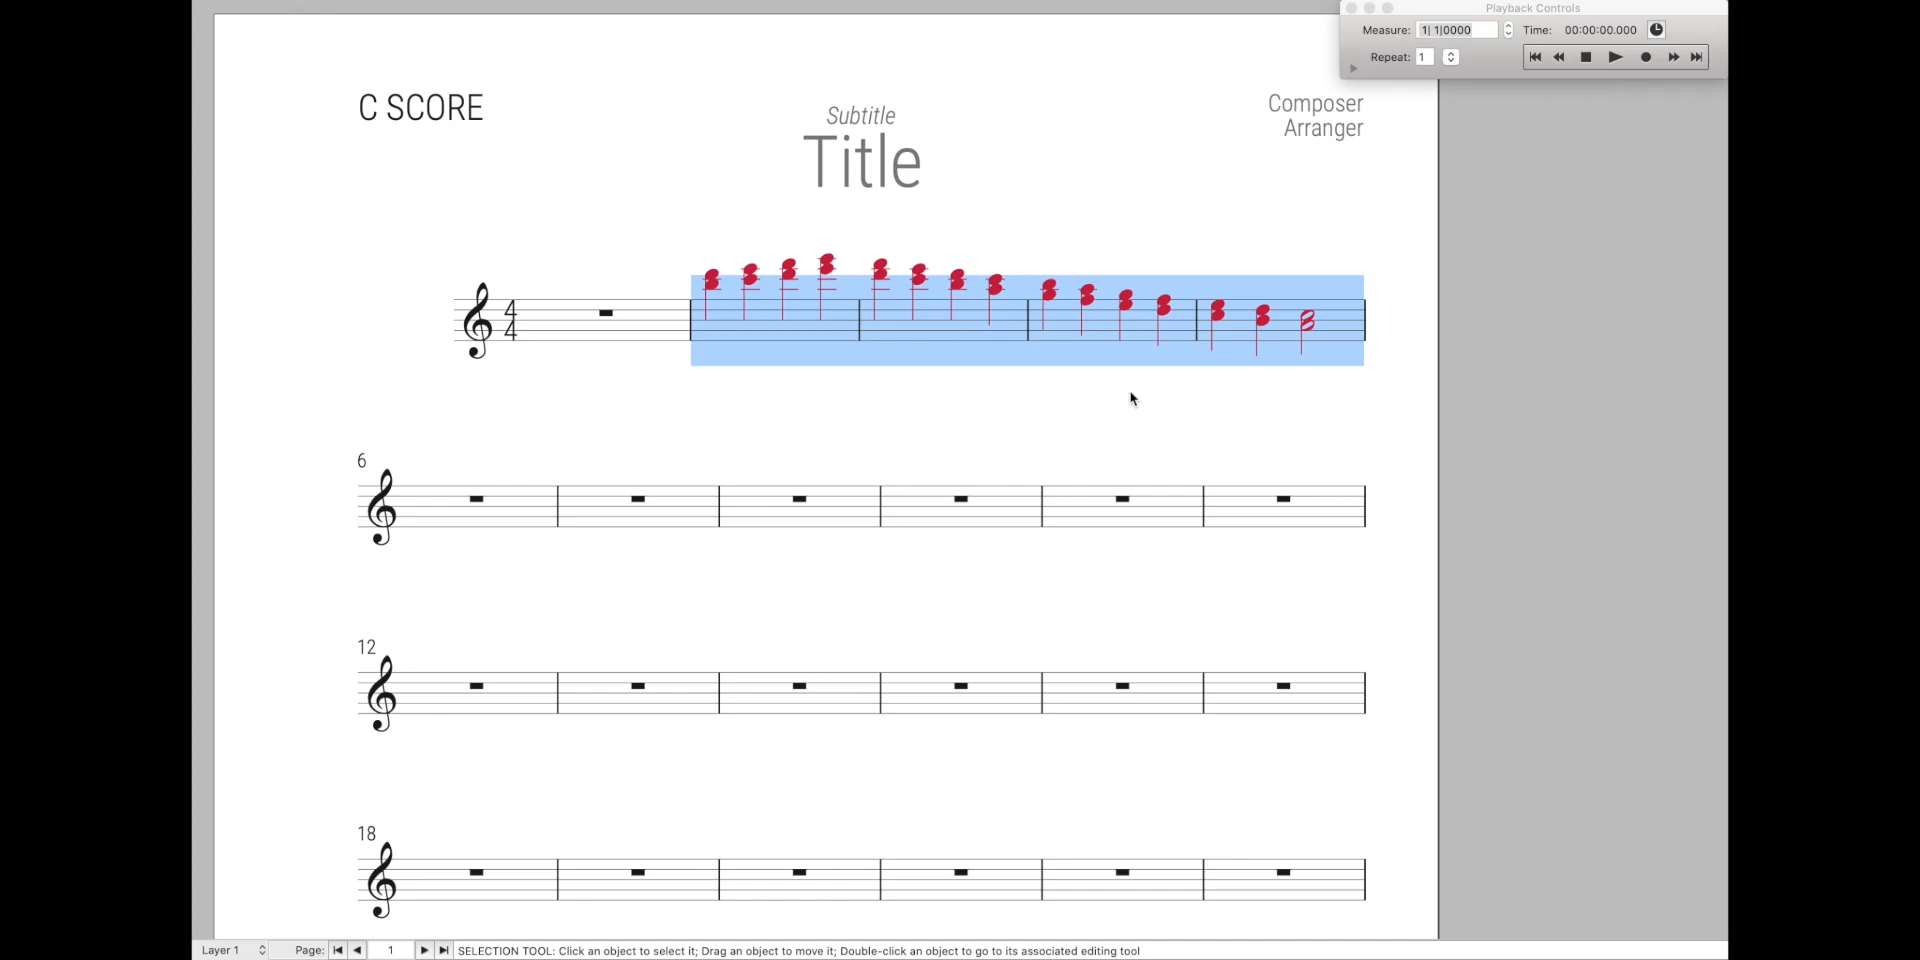 Playback Controls
Measure: 1| 1|0000 Time: 00:00:00.000
Repeat: 1
C SCORE
Subtitle
Title
Composer
Arranger
4
4
6
12
18
Layer 1 Page: 1 SELECTION TOOL: Click an object to select it; Drag an object to move it; Double-click an object to go to its associated editing tool